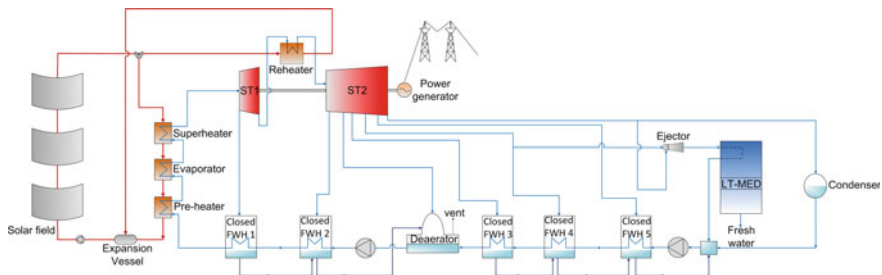 Reheater
ST1
ST2
Power
generator
Superheater
Evaporator
Pre-heater
Solar field
Expansion
Vessel
Closed
FWH 1
Closed
FWH 2
Deaerator
vent
Closed
FWH 3
Closed
FWH 4
Closed
FWH 5
Ejector
LT-MED
Fresh
water
Condenser